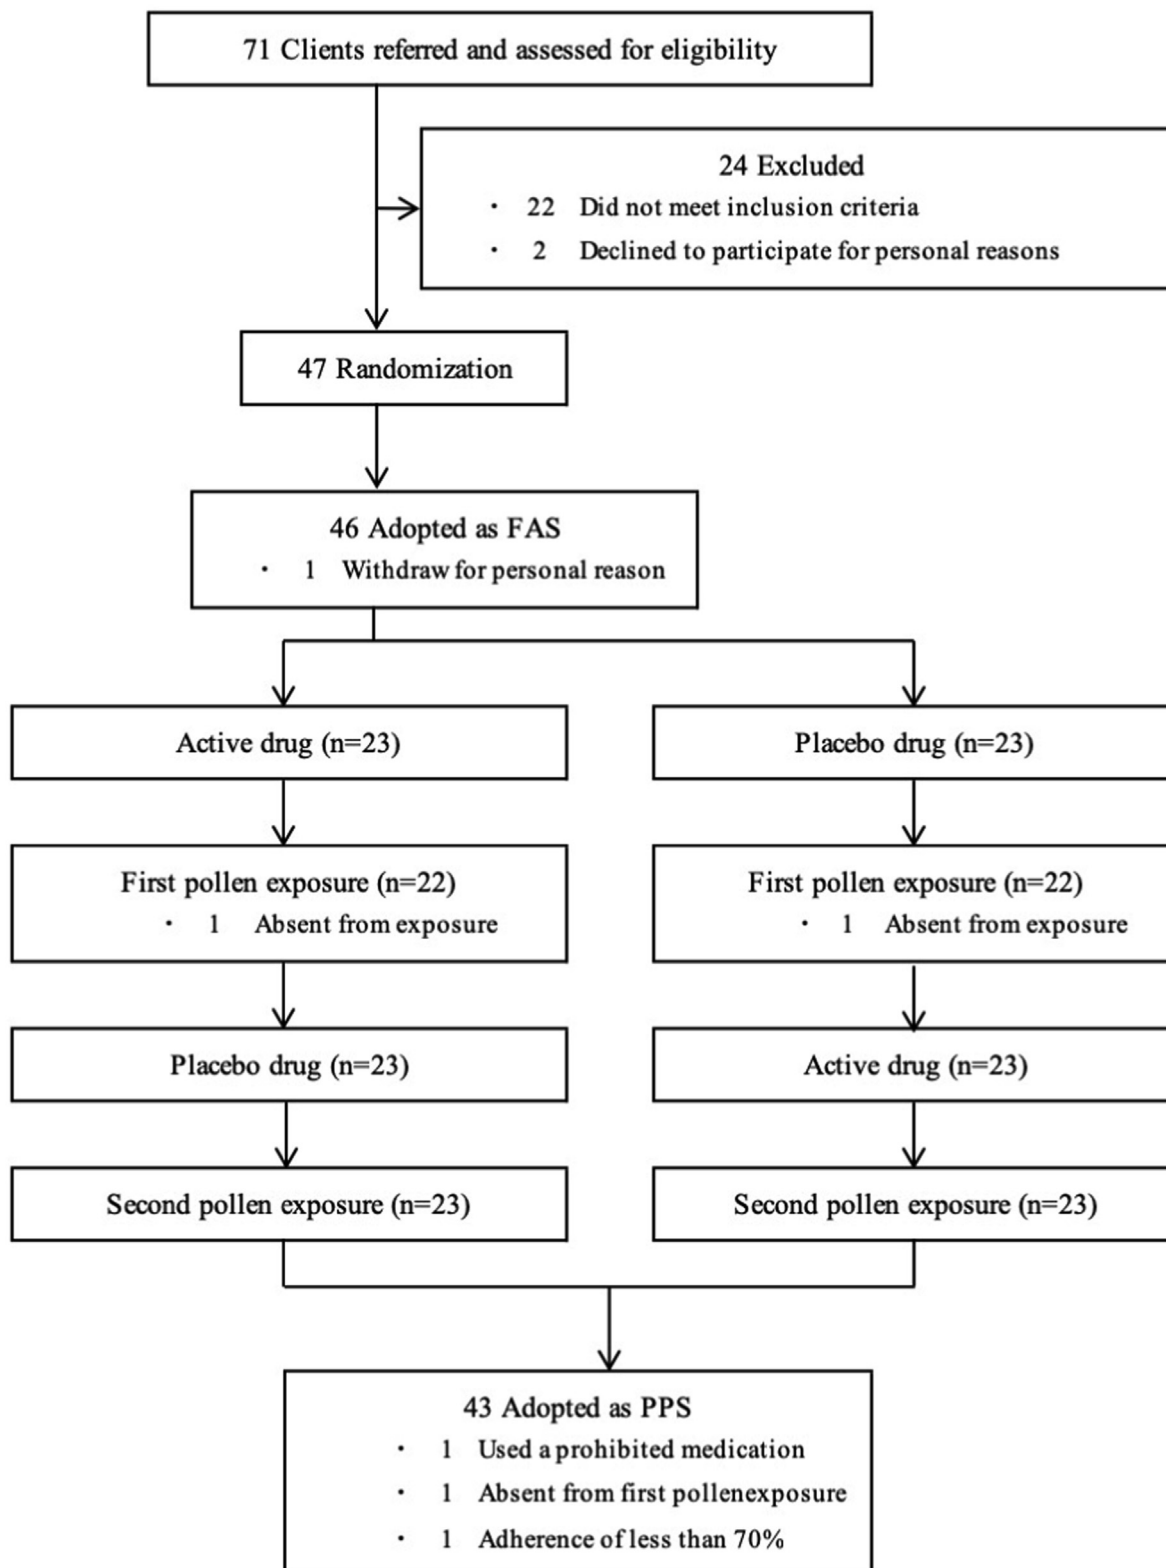 71 Clients referred and assessed for eligibility
24 Excluded
・ 22 Did not meet inclusion criteria
・ 2 Declined to participate for personal reasons
47 Randomization
46 Adopted as FAS
・ 1 Withdraw for personal reason
Active drug (n=23)
Placebo drug (n=23)
First pollen exposure (n=22)
・ 1 Absent from exposure
First pollen exposure (n=22)
・ 1 Absent from exposure
Placebo drug (n=23)
Active drug (n=23)
Second pollen exposure (n=23)
Second pollen exposure (n=23)
43 Adopted as PPS
・ 1 Used a prohibited medication
・ 1 Absent from first pollenexposure
・ 1 Adherence of less than 70%